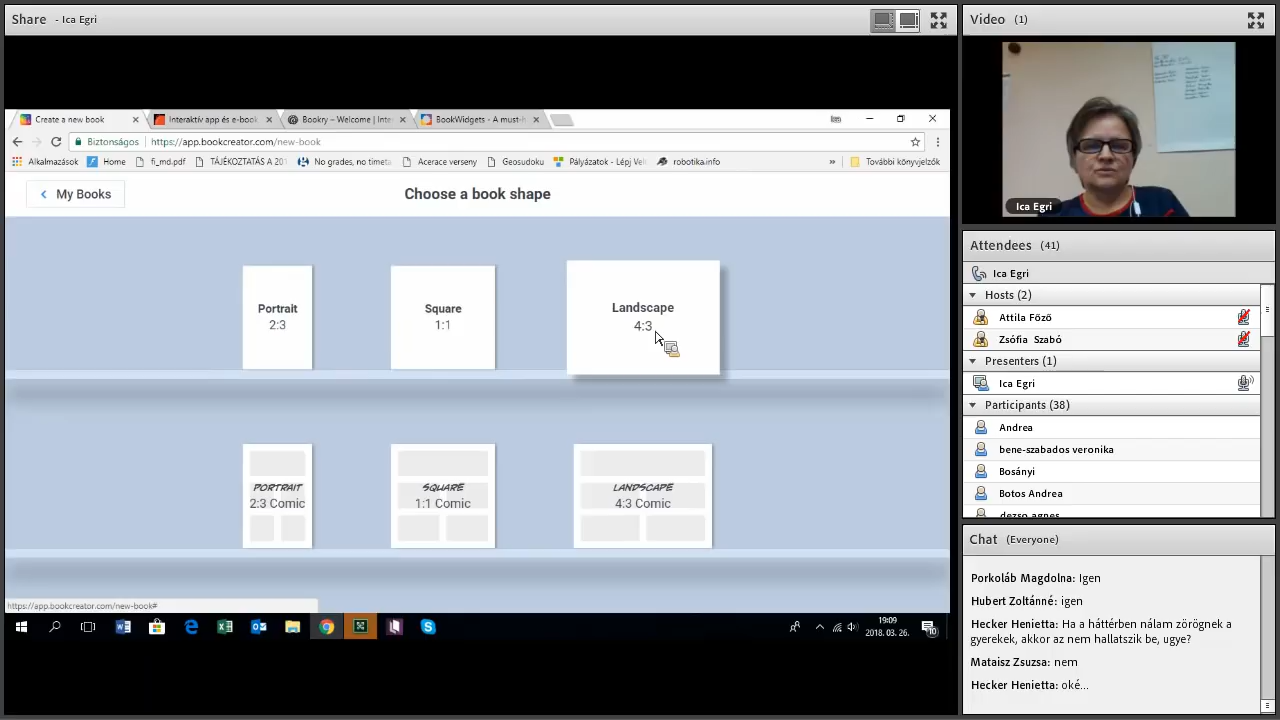 Share - Ica Egri
Create a new book
Interaktív app és e-book
Bookry – Welcome | Inte
BookWidgets - A must-h
Biztonságos
https://app.bookcreator.com/new-book
Alkalmazások
Home
fi_md.pdf
TÁJÉKOZTATÁS A 201
No grades, no timeta
Acerace verseny
Geosudoku
Pályázatok - Lépj Vel
robotika.info
»
További könyvjelzők
My Books
Choose a book shape
Portrait
2:3
Square
1:1
Landscape
4:3
PORTRAIT
2:3 Comic
SQUARE
1:1 Comic
LANDSCAPE
4:3 Comic
https://app.bookcreator.com/new-book#
19:09
2018. 03. 26.
10
Video (1)
Ica Egri
Attendees (41)
Ica Egri
Hosts (2)
Attila Főző
Zsófia Szabó
Presenters (1)
Ica Egri
Participants (38)
Andrea
bene-szabados veronika
Bosányi
Botos Andrea
dezso agnes
Chat (Everyone)
Porkoláb Magdolna: Igen
Hubert Zoltánné: igen
Hecker Henietta: Ha a háttérben nálam zörögnek a
gyerekek, akkor az nem hallatszik be, ugye?
Mataisz Zsuzsa: nem
Hecker Henietta: oké...